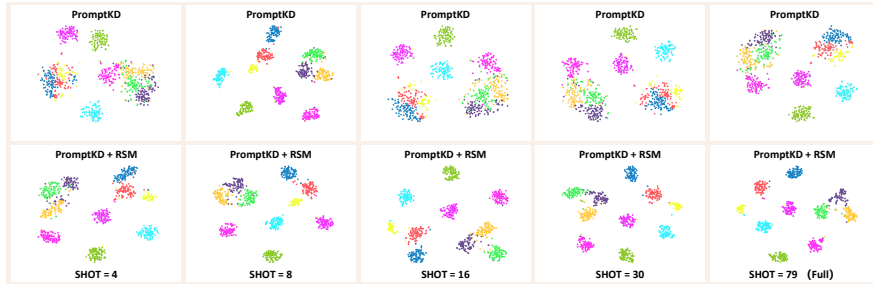 PromptKD
PromptKD
PromptKD
PromptKD
PromptKD
PromptKD + RSM
PromptKD + RSM
PromptKD + RSM
PromptKD + RSM
PromptKD + RSM
SHOT = 4
SHOT = 8
SHOT = 16
SHOT = 30
SHOT = 79 (Full)